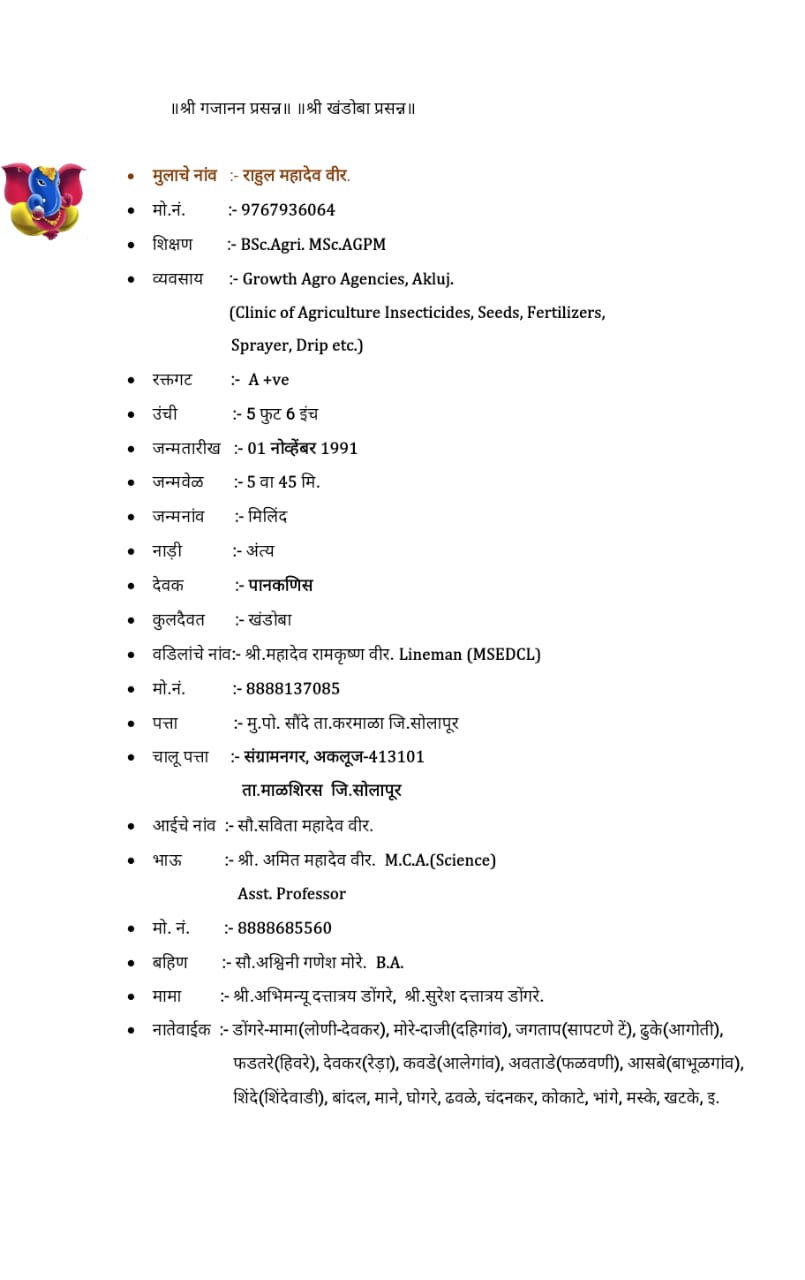 ॥श्री गजानन प्रसन्न॥ ॥श्री खंडोबा प्रसन्न॥
• मुलाचे नांव :- राहुल महादेव वीर.
• मो.नं. :- 9767936064
• शिक्षण :- BSc.Agri. MSc.AGPM
• व्यवसाय :- Growth Agro Agencies, Akluj.
(Clinic of Agriculture Insecticides, Seeds, Fertilizers,
Sprayer, Drip etc.)
• रक्तगट :- A +ve
• उंची :- 5 फुट 6 इंच
• जन्मतारीख :- 01 नोव्हेंबर 1991
• जन्मवेळ :- 5 वा 45 मि.
• जन्मनांव :- मिलिंद
• नाड़ी :- अंत्य
• देवक :- पानकणिस
• कुलदैवत :- खंडोबा
• वडिलांचे नांव:- श्री.महादेव रामकृष्ण वीर. Lineman (MSEDCL)
• मो.नं. :- 8888137085
• पत्ता :- मु.पो. सौंदे ता.करमाळा जि.सोलापूर
• चालू पत्ता :- संग्रामनगर, अकलूज-413101
ता.माळशिरस जि.सोलापूर
• आईचे नांव :- सौ.सविता महादेव वीर.
• भाऊ :- श्री. अमित महादेव वीर. M.C.A.(Science)
Asst. Professor
• मो. नं. :- 8888685560
• बहिण :- सौ.अश्विनी गणेश मोरे. B.A.
• मामा :- श्री.अभिमन्यू दत्तात्रय डोंगरे, श्री.सुरेश दत्तात्रय डोंगरे.
• नातेवाईक :- डोंगरे-मामा(लोणी-देवकर), मोरे-दाजी(दहिगांव), जगताप(सापटणे टें), ढुके(आगोती),
फडतरे(हिवरे), देवकर(रेड़ा), कवडे(आलेगांव), अवताडे(फळवणी), आसबे(बाभूळगांव),
शिंदे(शिंदेवाडी), बांदल, माने, घोगरे, ढवळे, चंदनकर, कोकाटे, भांगे, मस्के, खटके, इ.